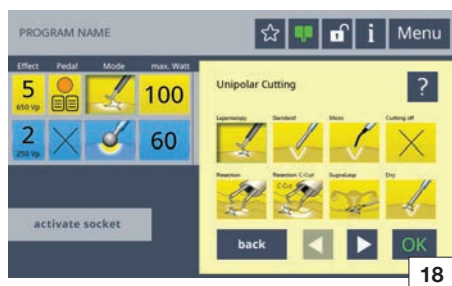 PROGRAM NAME
i
Menu
Effect Pedal Mode max. Watt
5
650 Vp
100
2
250 Vp
60
activate socket
Unipolar Cutting
?
Laparoscopy Standard Micro Cutting off
Resection Resection C-Cut SupraLoop Dry
C-Cut
back
OK
18